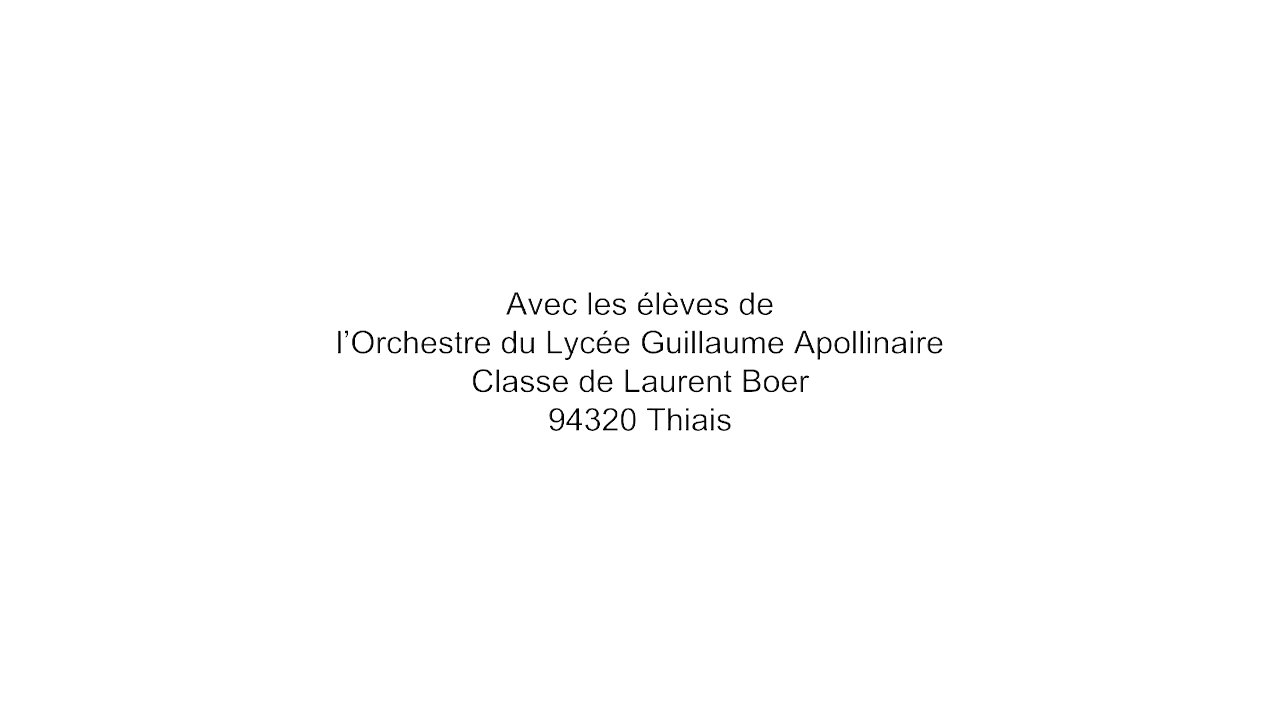 Avec les élèves de
l’Orchestre du Lycée Guillaume Apollinaire
Classe de Laurent Boer
94320 Thiais